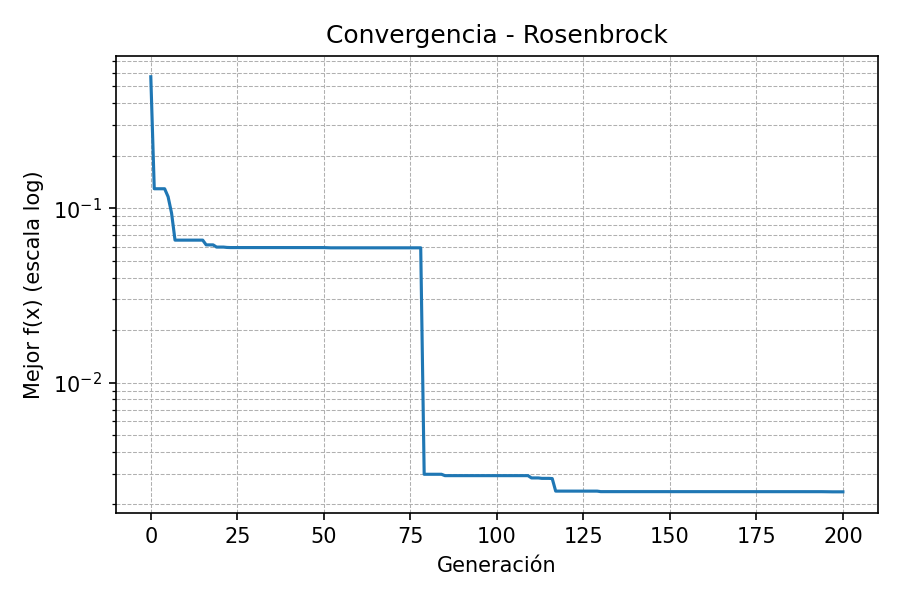 Convergencia - Rosenbrock
Mejor f(x) (escala log)
10⁻¹
10⁻²
0 25 50 75 100 125 150 175 200
Generación